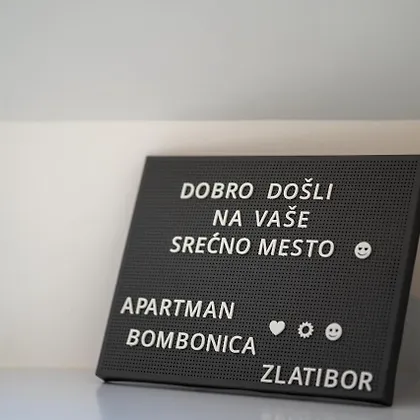 DOBRO DOŠLI
NA VAŠE
SREĆNO MESTO
APARTMAN
BOMBONICA
ZLATIBOR